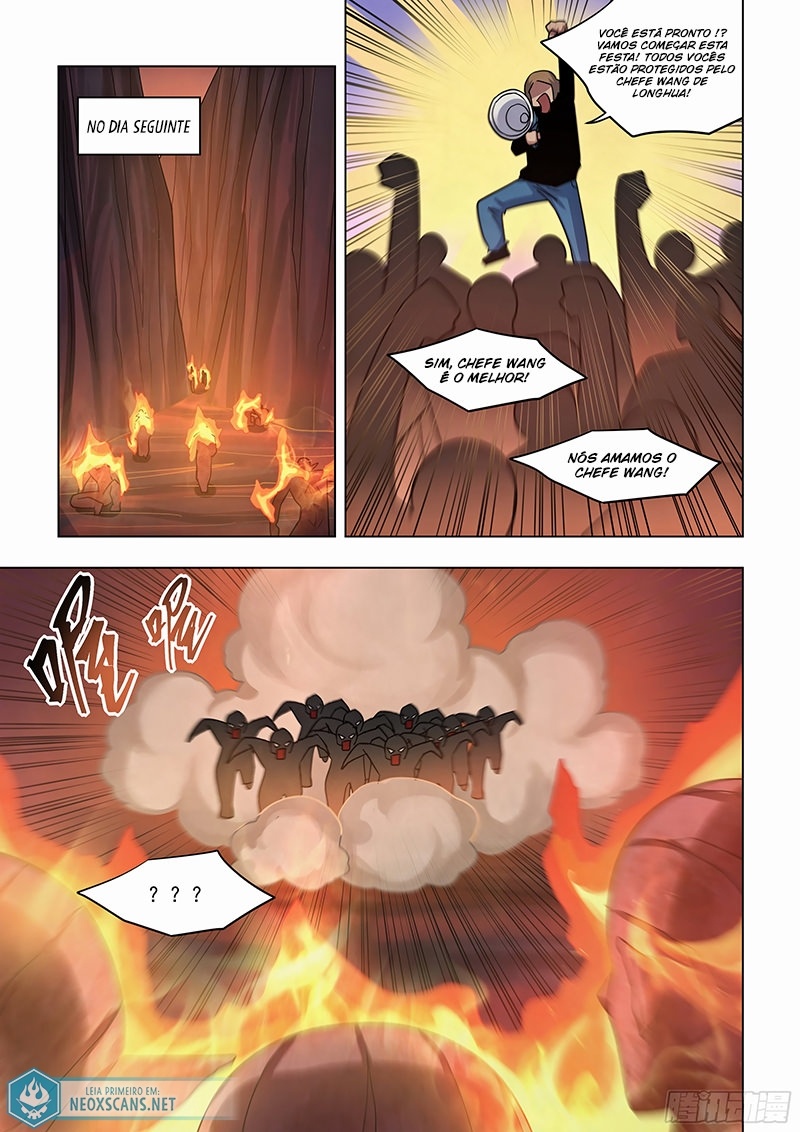 NO DIA SEGUINTE
VOCÊ ESTÁ PRONTO !?
VAMOS COMEÇAR ESTA
FESTA! TODOS VOCÊS
ESTÃO PROTEGIDOS PELO
CHEFE WANG DE
LONGHUA!
SIM, CHEFE WANG
É O MELHOR!
NÓS AMAMOS O
CHEFE WANG!
? ? ?
LEIA PRIMEIRO EM:
NEOXSCANS.NET
腾讯动漫